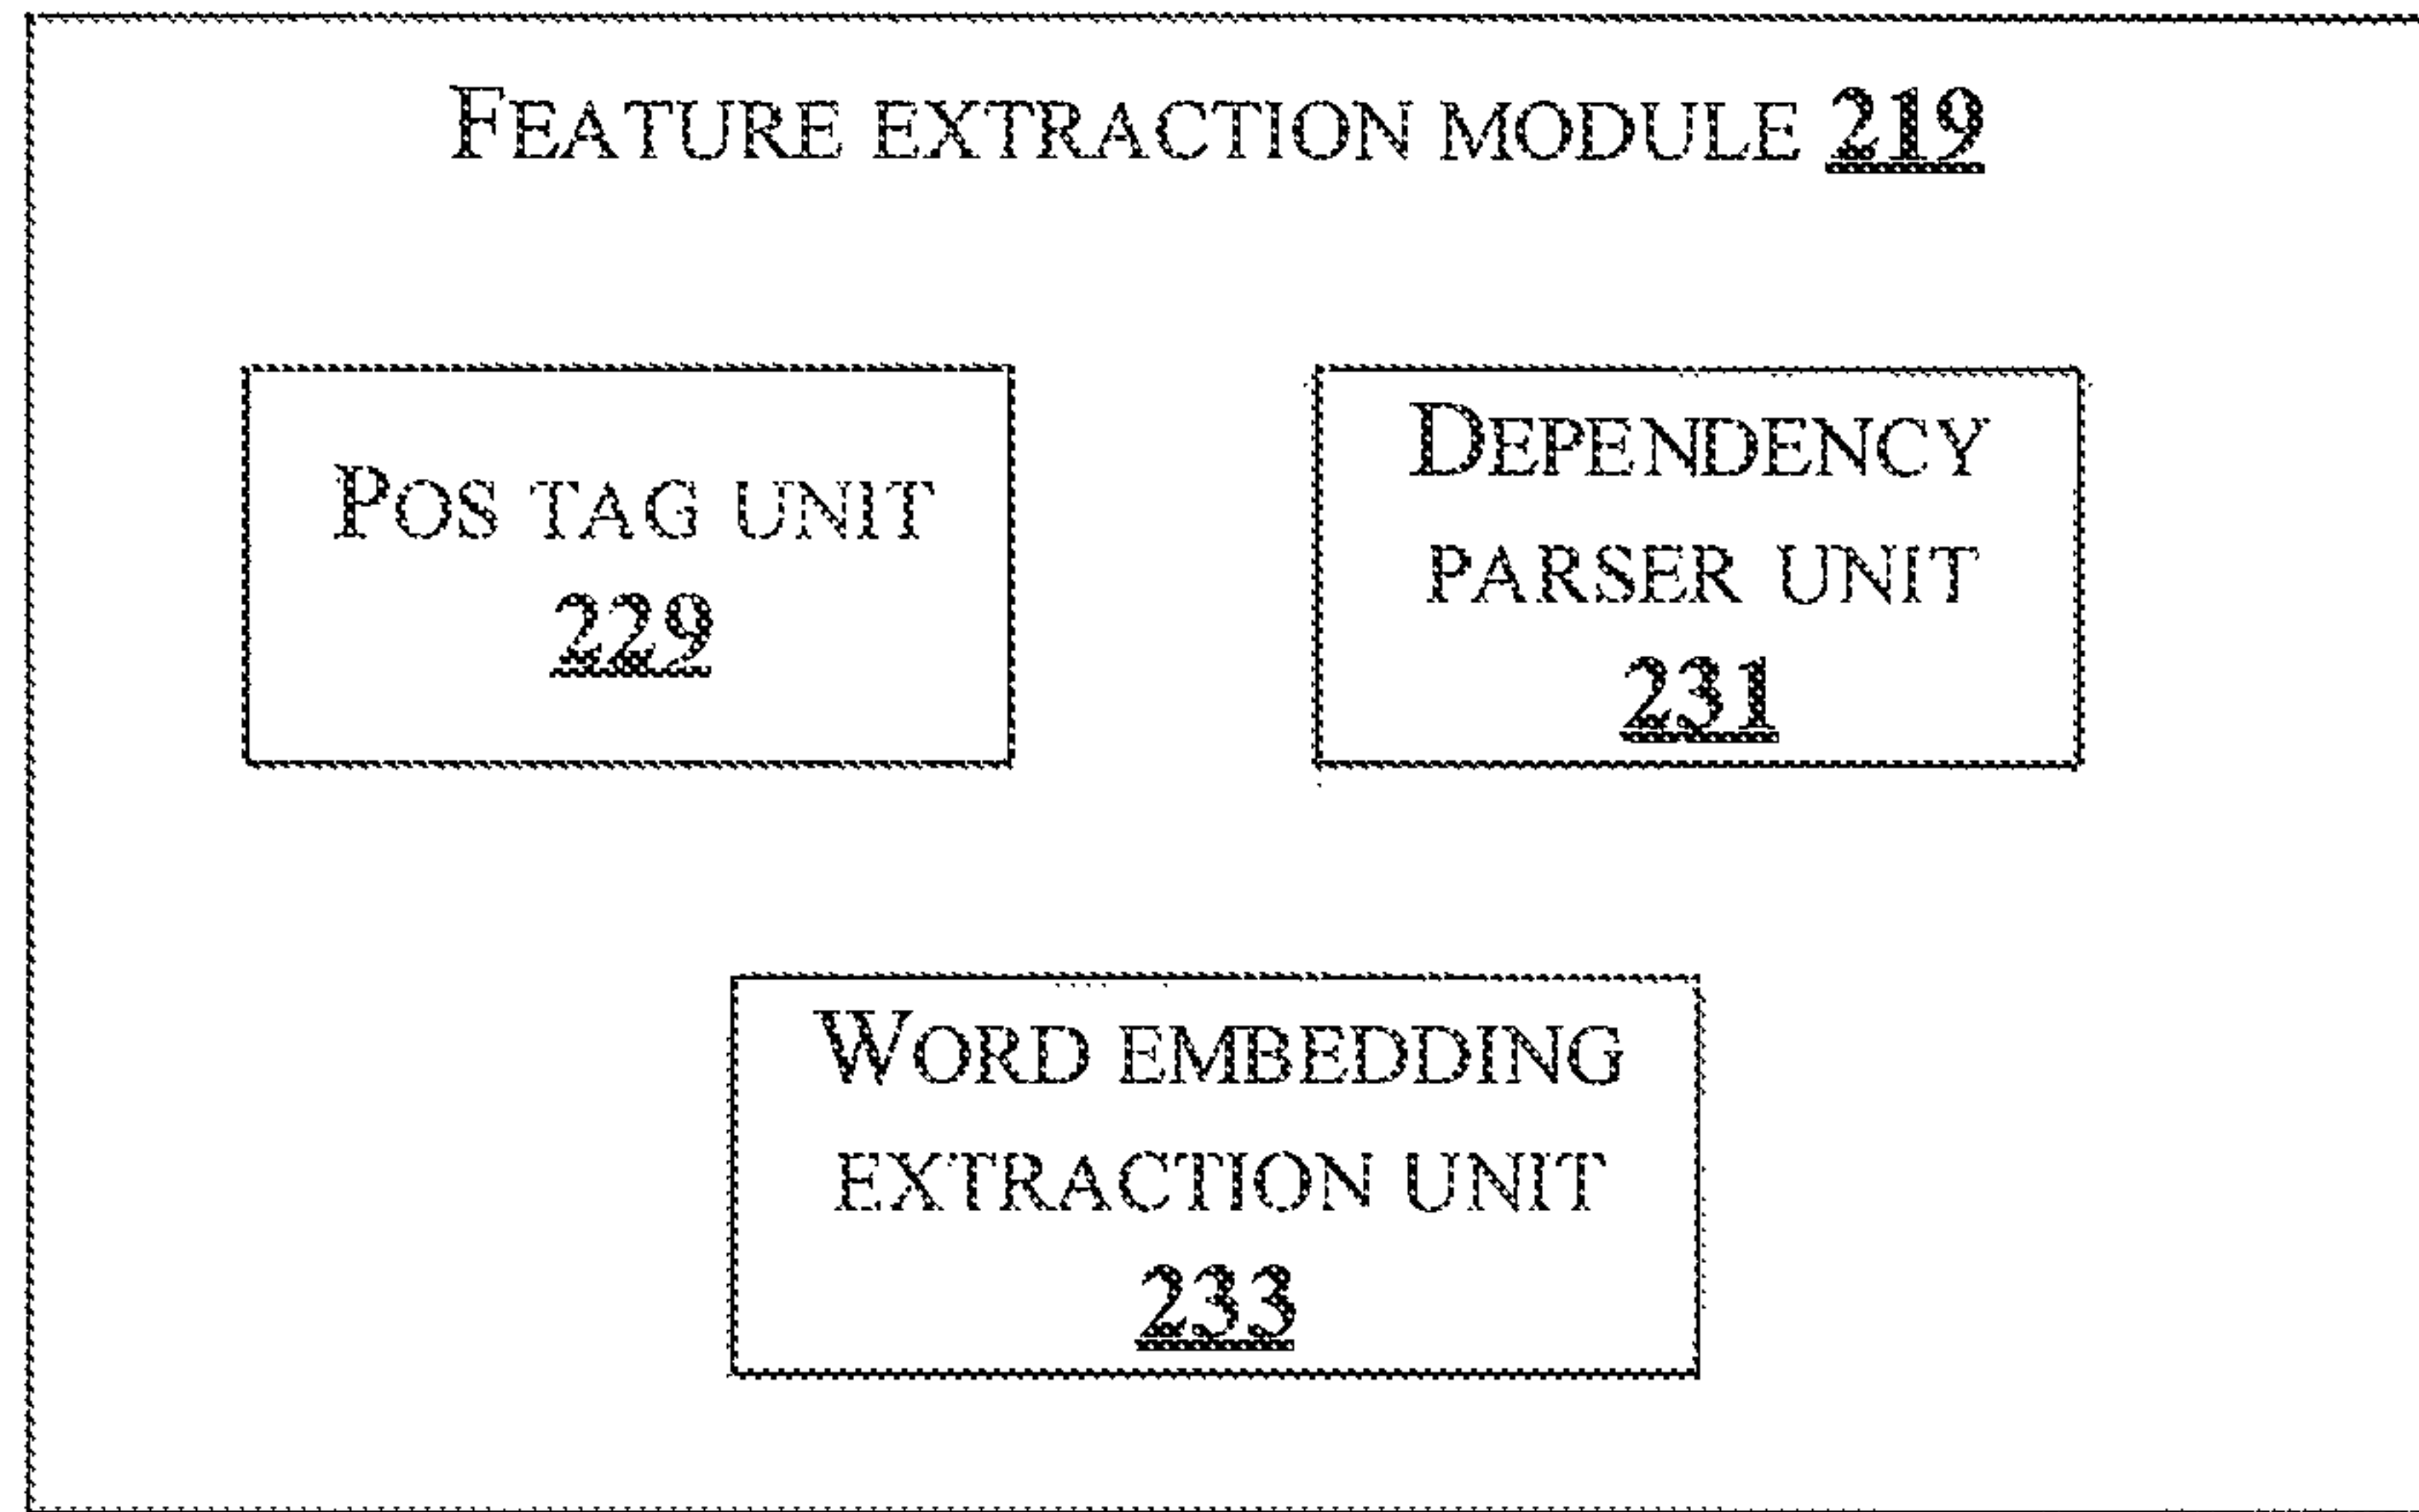 FEATURE EXTRACTION MODULE 219
POS TAG UNIT
229
DEPENDENCY
PARSER UNIT
231
WORD EMBEDDING
EXTRACTION UNIT
233